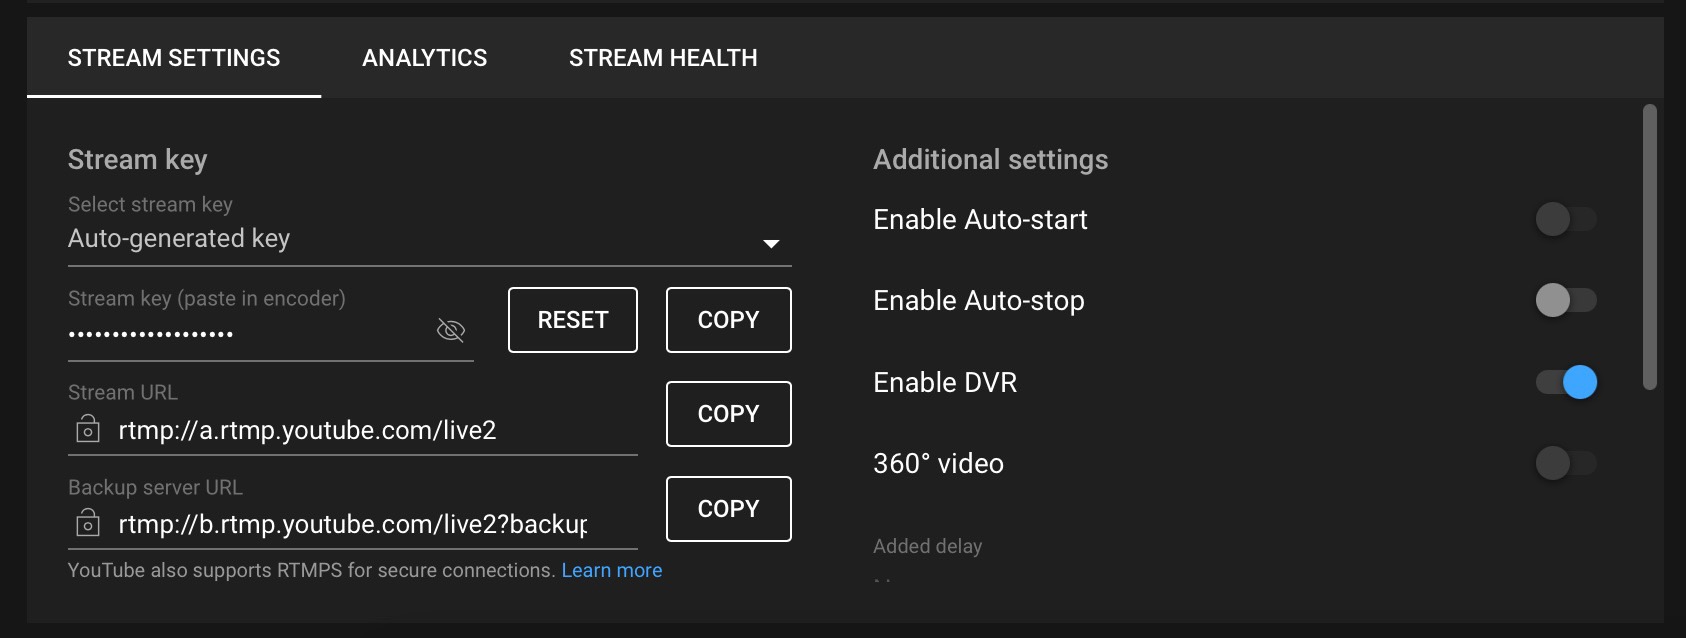 STREAM SETTINGS ANALYTICS STREAM HEALTH
Stream key
Select stream key
Auto-generated key
Stream key (paste in encoder)
••••••••••••••••••
RESET COPY
Stream URL
rtmp://a.rtmp.youtube.com/live2
COPY
Backup server URL
rtmp://b.rtmp.youtube.com/live2?backup
COPY
YouTube also supports RTMPS for secure connections. Learn more
Additional settings
Enable Auto-start
Enable Auto-stop
Enable DVR
360° video
Added delay